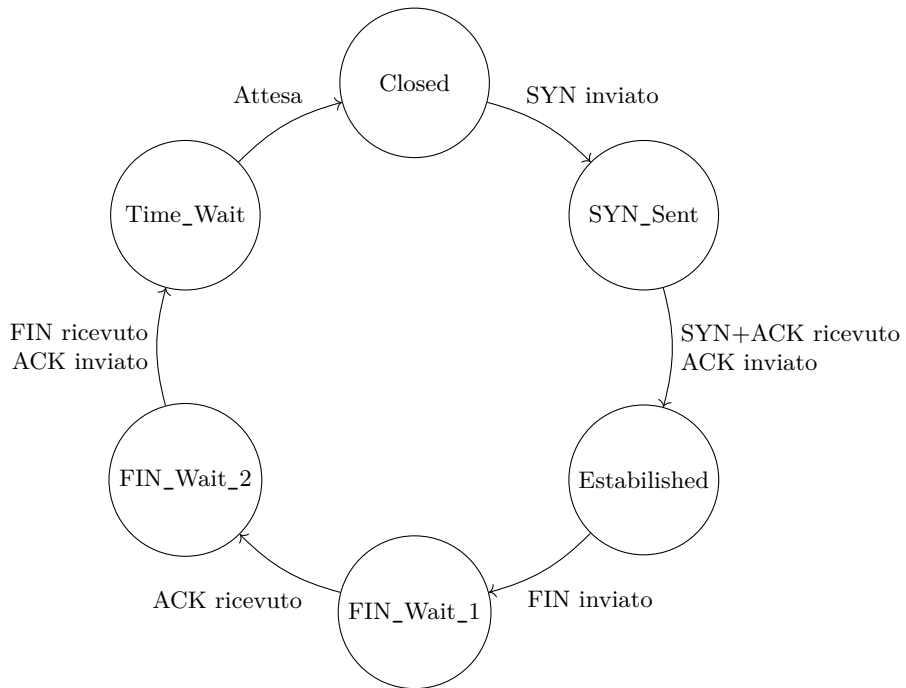 Closed
Attesa
SYN inviato
Time_Wait
SYN_Sent
FIN ricevuto
ACK inviato
SYN+ACK ricevuto
ACK inviato
FIN_Wait_2
Estabilished
ACK ricevuto
FIN_Wait_1
FIN inviato